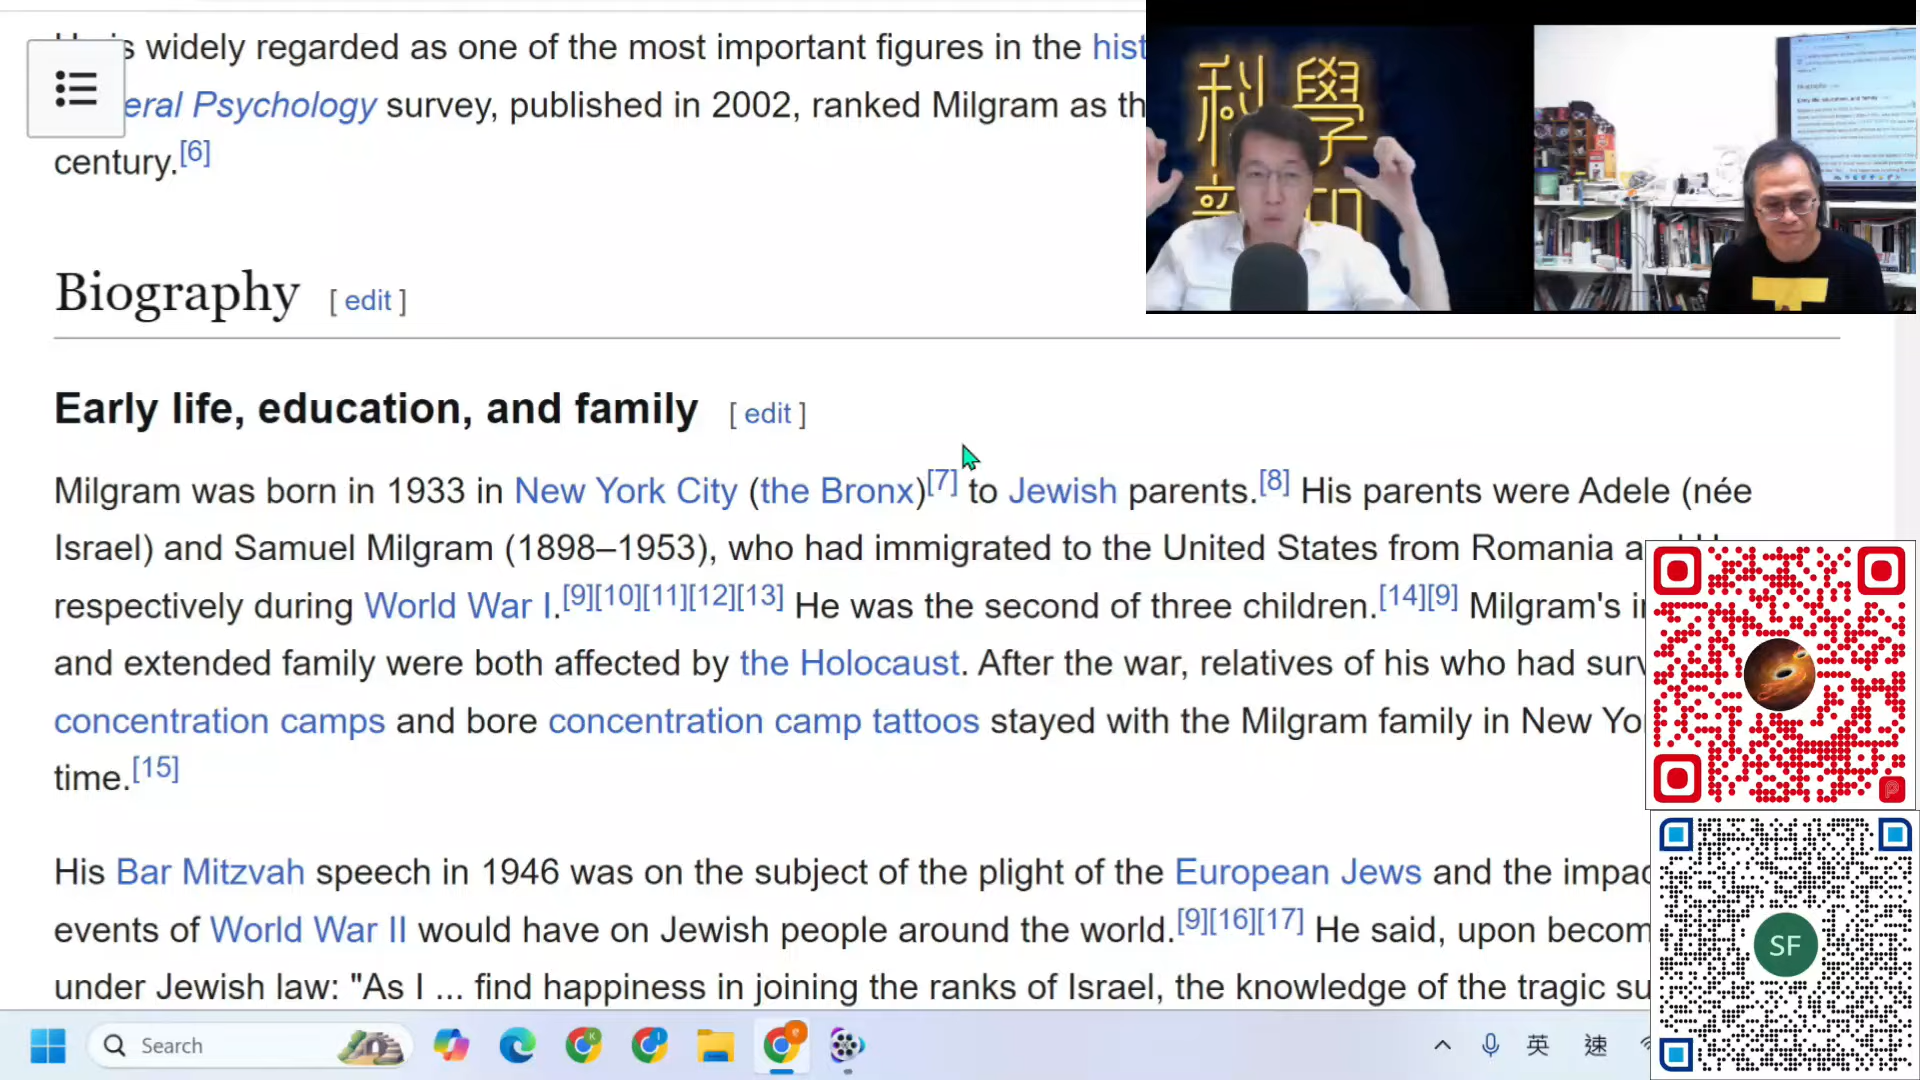 is widely regarded as one of the most important figures in the hist
eral Psychology survey, published in 2002, ranked Milgram as th
century.[6]
科學
Biography [ edit ]
Early life, education, and family [ edit ]
Milgram was born in 1933 in New York City (the Bronx)[7] to Jewish parents.[8] His parents were Adele (née
Israel) and Samuel Milgram (1898–1953), who had immigrated to the United States from Romania
respectively during World War I.[9][10][11][12][13] He was the second of three children.[14][9] Milgram's
and extended family were both affected by the Holocaust. After the war, relatives of his who had surv
concentration camps and bore concentration camp tattoos stayed with the Milgram family in New Yo
time.[15]
His Bar Mitzvah speech in 1946 was on the subject of the plight of the European Jews and the impac
events of World War II would have on Jewish people around the world.[9][16][17] He said, upon becom
under Jewish law: "As I ... find happiness in joining the ranks of Israel, the knowledge of the tragic su
SF
Search
英 速